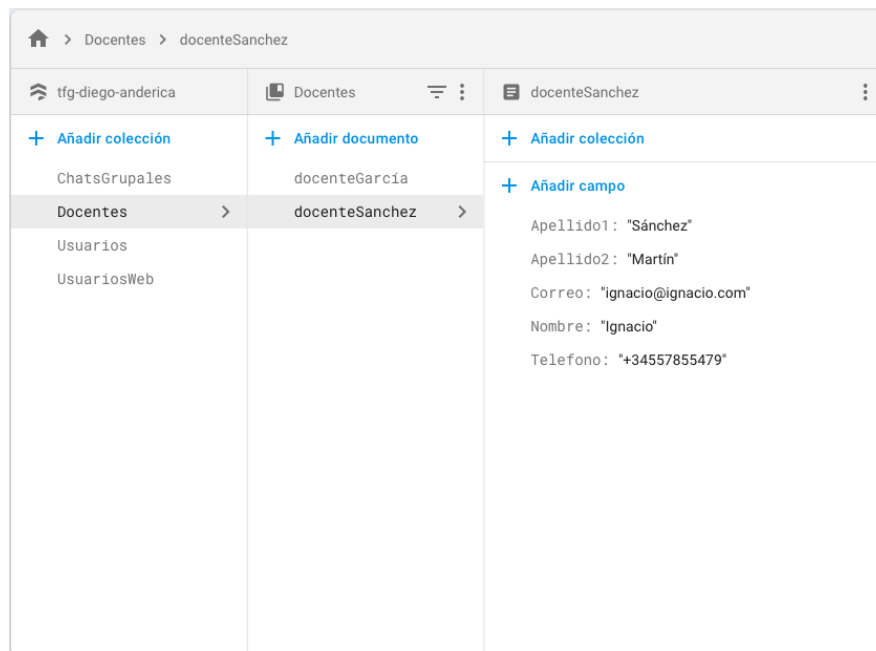 Docentes > docenteSanchez
tfg-diego-anderica
Añadir colección
ChatsGrupales
Docentes
Usuarios
UsuariosWeb
Docentes
Añadir documento
docenteGarcía
docenteSanchez
docenteSanchez
Añadir colección
Añadir campo
Apellido1: "Sánchez"
Apellido2: "Martín"
Correo: "ignacio@ignacio.com"
Nombre: "Ignacio"
Telefono: "+34557855479"